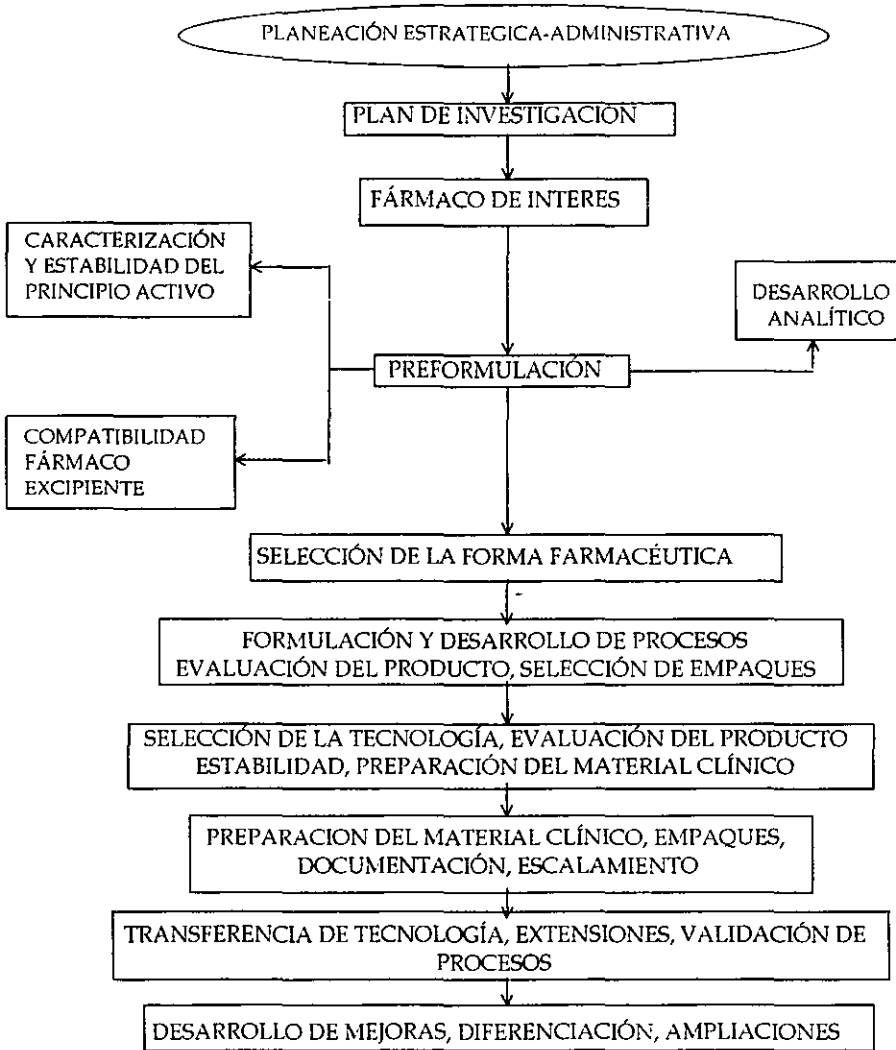 PLANEACIÓN ESTRATEGICA-ADMINISTRATIVA
PLAN DE INVESTIGACIÓN
FÁRMACO DE INTERES
CARACTERIZACIÓN
Y ESTABILIDAD DEL
PRINCIPIO ACTIVO
DESARROLLO
ANALÍTICO
PREFORMULACIÓN
COMPATIBILIDAD
FÁRMACO
EXCIPIENTE
SELECCIÓN DE LA FORMA FARMACÉUTICA
FORMULACIÓN Y DESARROLLO DE PROCESOS
EVALUACIÓN DEL PRODUCTO, SELECCIÓN DE EMPAQUES
SELECCIÓN DE LA TECNOLOGÍA, EVALUACIÓN DEL PRODUCTO
ESTABILIDAD, PREPARACIÓN DEL MATERIAL CLÍNICO
PREPARACION DEL MATERIAL CLÍNICO, EMPAQUES,
DOCUMENTACIÓN, ESCALAMIENTO
TRANSFERENCIA DE TECNOLOGÍA, EXTENSIONES, VALIDACIÓN DE
PROCESOS
DESARROLLO DE MEJORAS, DIFERENCIACIÓN, AMPLIACIONES